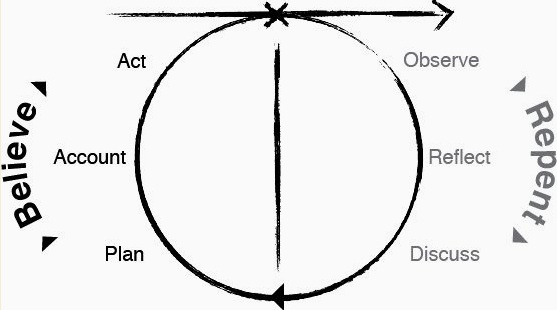 Act
Observe
Believe
Account
Reflect
Repent
Plan
Discuss